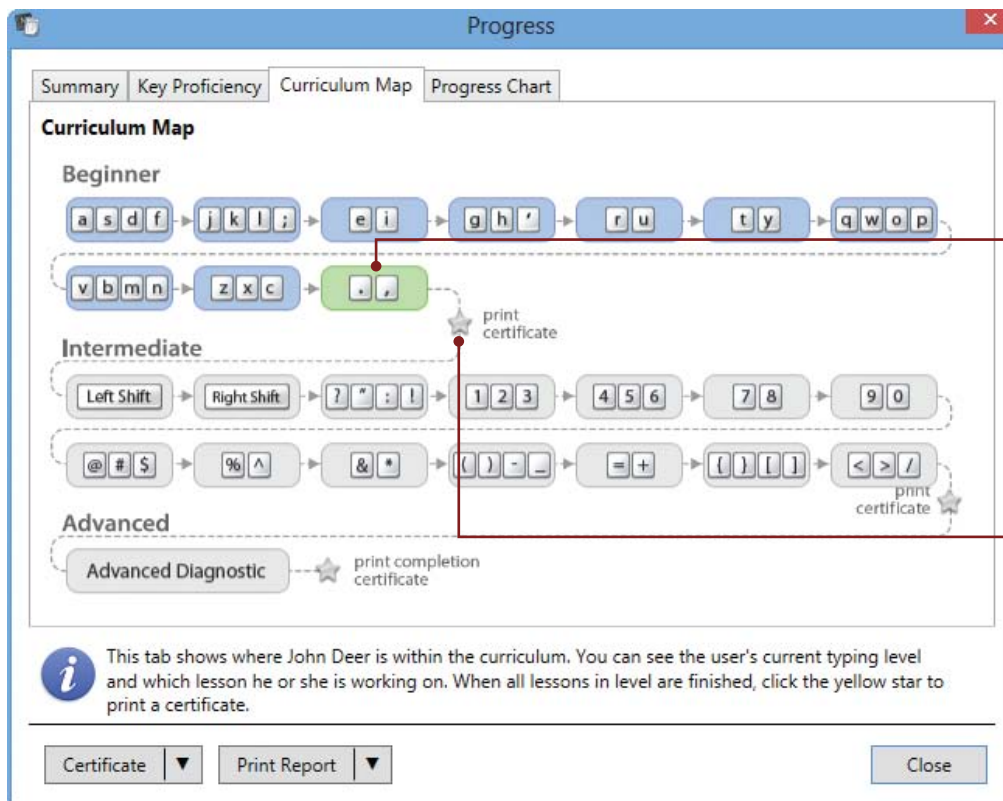 Progress
Summary Key Proficiency Curriculum Map Progress Chart
Curriculum Map
Beginner
a s d f j k l ; e i g h ' r u t y q w o p
v b m n z x c . ,
print
certificate
Intermediate
Left Shift Right Shift ? " : ! 1 2 3 4 5 6 7 8 9 0
@ # $ % ^ & * ( ) - _ = + { } [ ] < > /
print
certificate
Advanced
Advanced Diagnostic
print completion
certificate
This tab shows where John Deer is within the curriculum. You can see the user's current typing level
and which lesson he or she is working on. When all lessons in level are finished, click the yellow star to
print a certificate.
Certificate Print Report Close